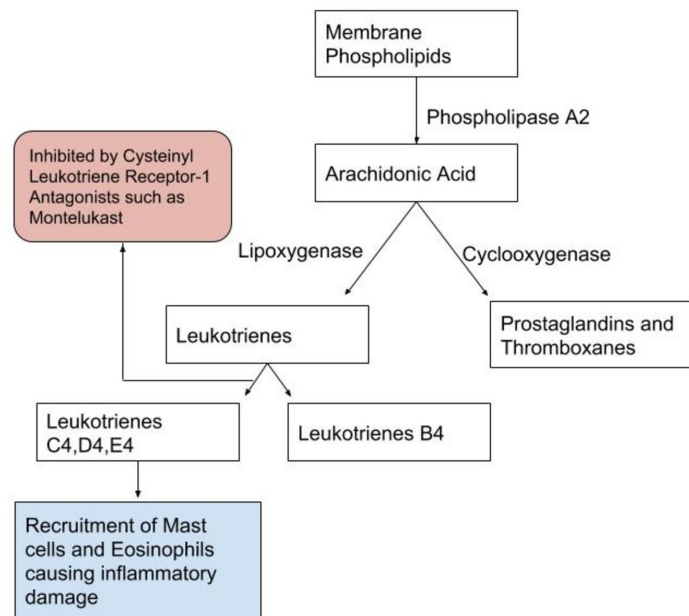 Membrane
Phospholipids
Phospholipase A2
Inhibited by Cysteinyl
Leukotriene Receptor-1
Antagonists such as
Montelukast
Arachidonic Acid
Lipoxygenase
Cyclooxygenase
Leukotrienes
Prostaglandins and
Thromboxanes
Leukotrienes
C4,D4,E4
Leukotrienes B4
Recruitment of Mast
cells and Eosinophils
causing inflammatory
damage